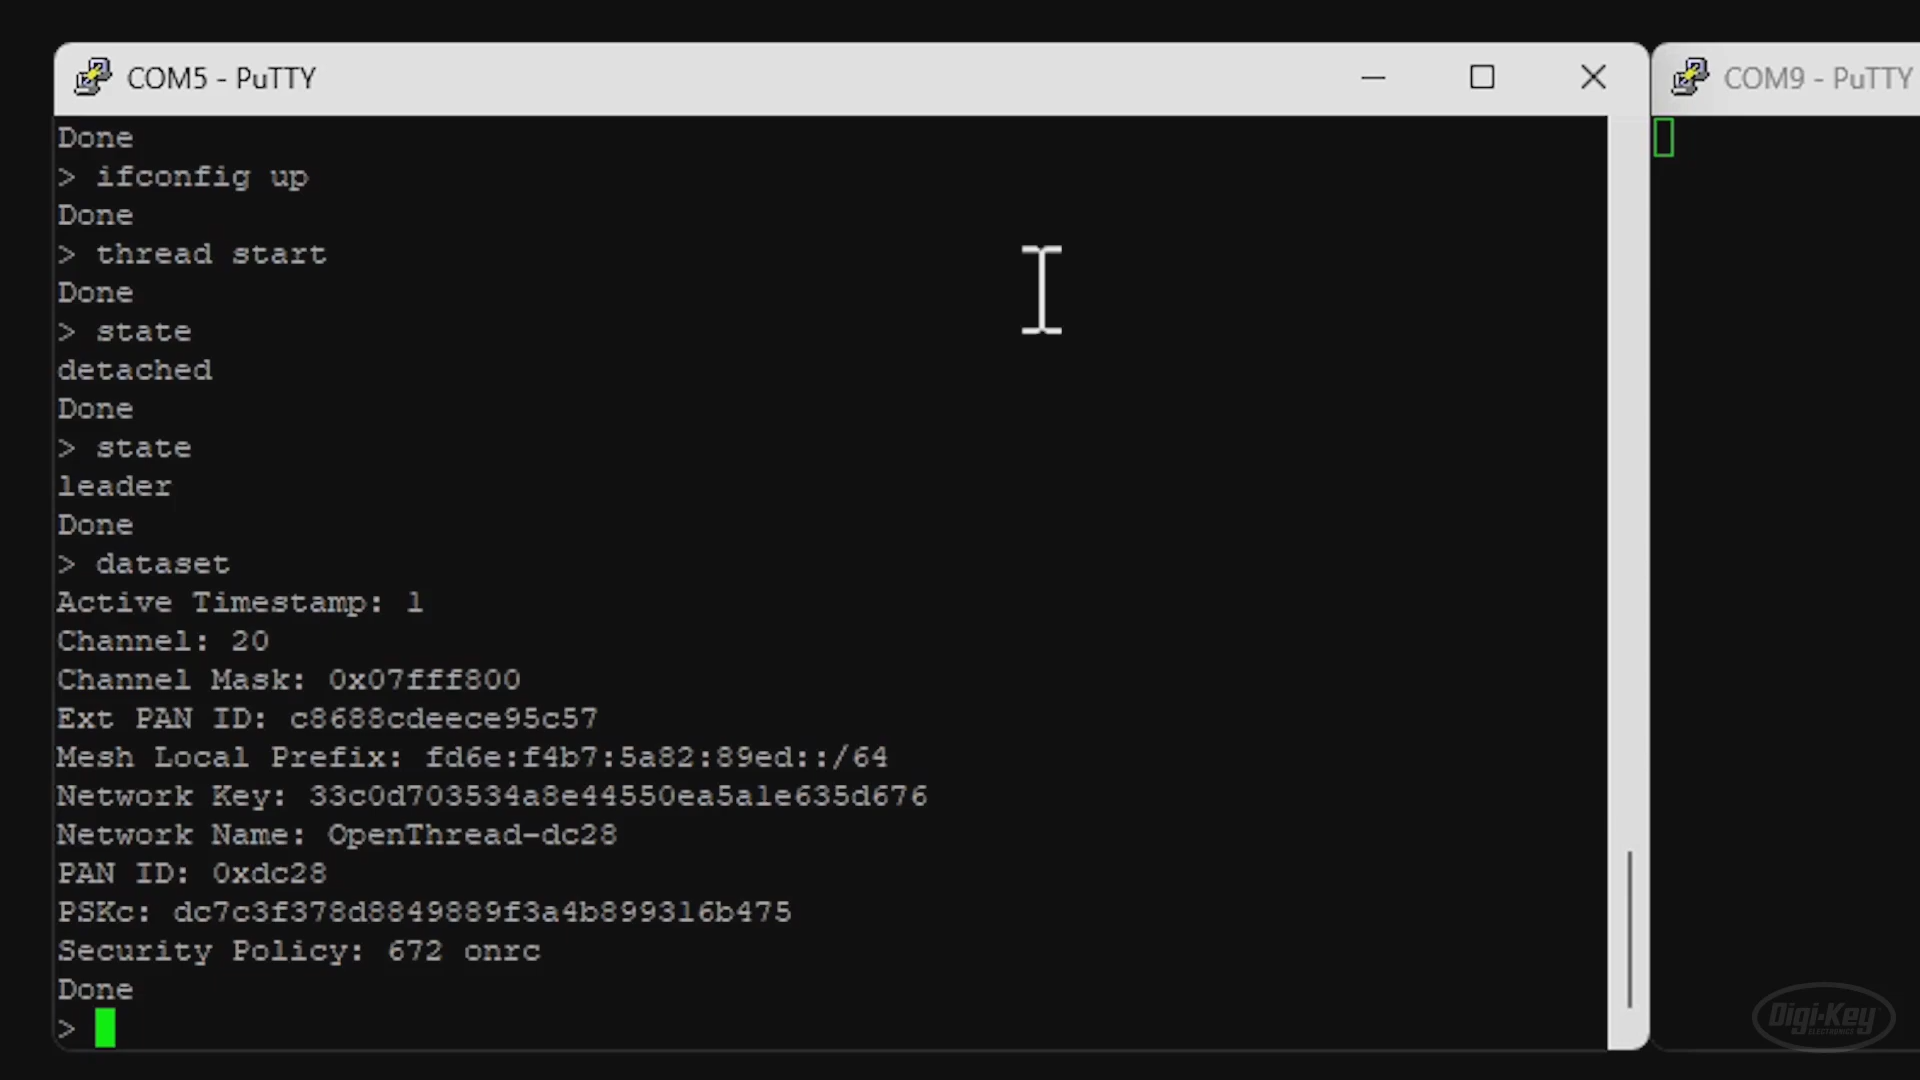 COM5 - PuTTY
COM9 - PuTTY
Done
> ifconfig up
Done
> thread start
Done
> state
detached
Done
> state
leader
Done
> dataset
Active Timestamp: 1
Channel: 20
Channel Mask: 0x07fff800
Ext PAN ID: c8688cdeece95c57
Mesh Local Prefix: fd6e:f4b7:5a82:89ed::/64
Network Key: 33c0d703534a8e44550ea5a1e635d676
Network Name: OpenThread-dc28
PAN ID: 0xdc28
PSKc: dc7c3f378d8849889f3a4b899316b475
Security Policy: 672 onrc
Done
>
Digi-Key
ELECTRONICS